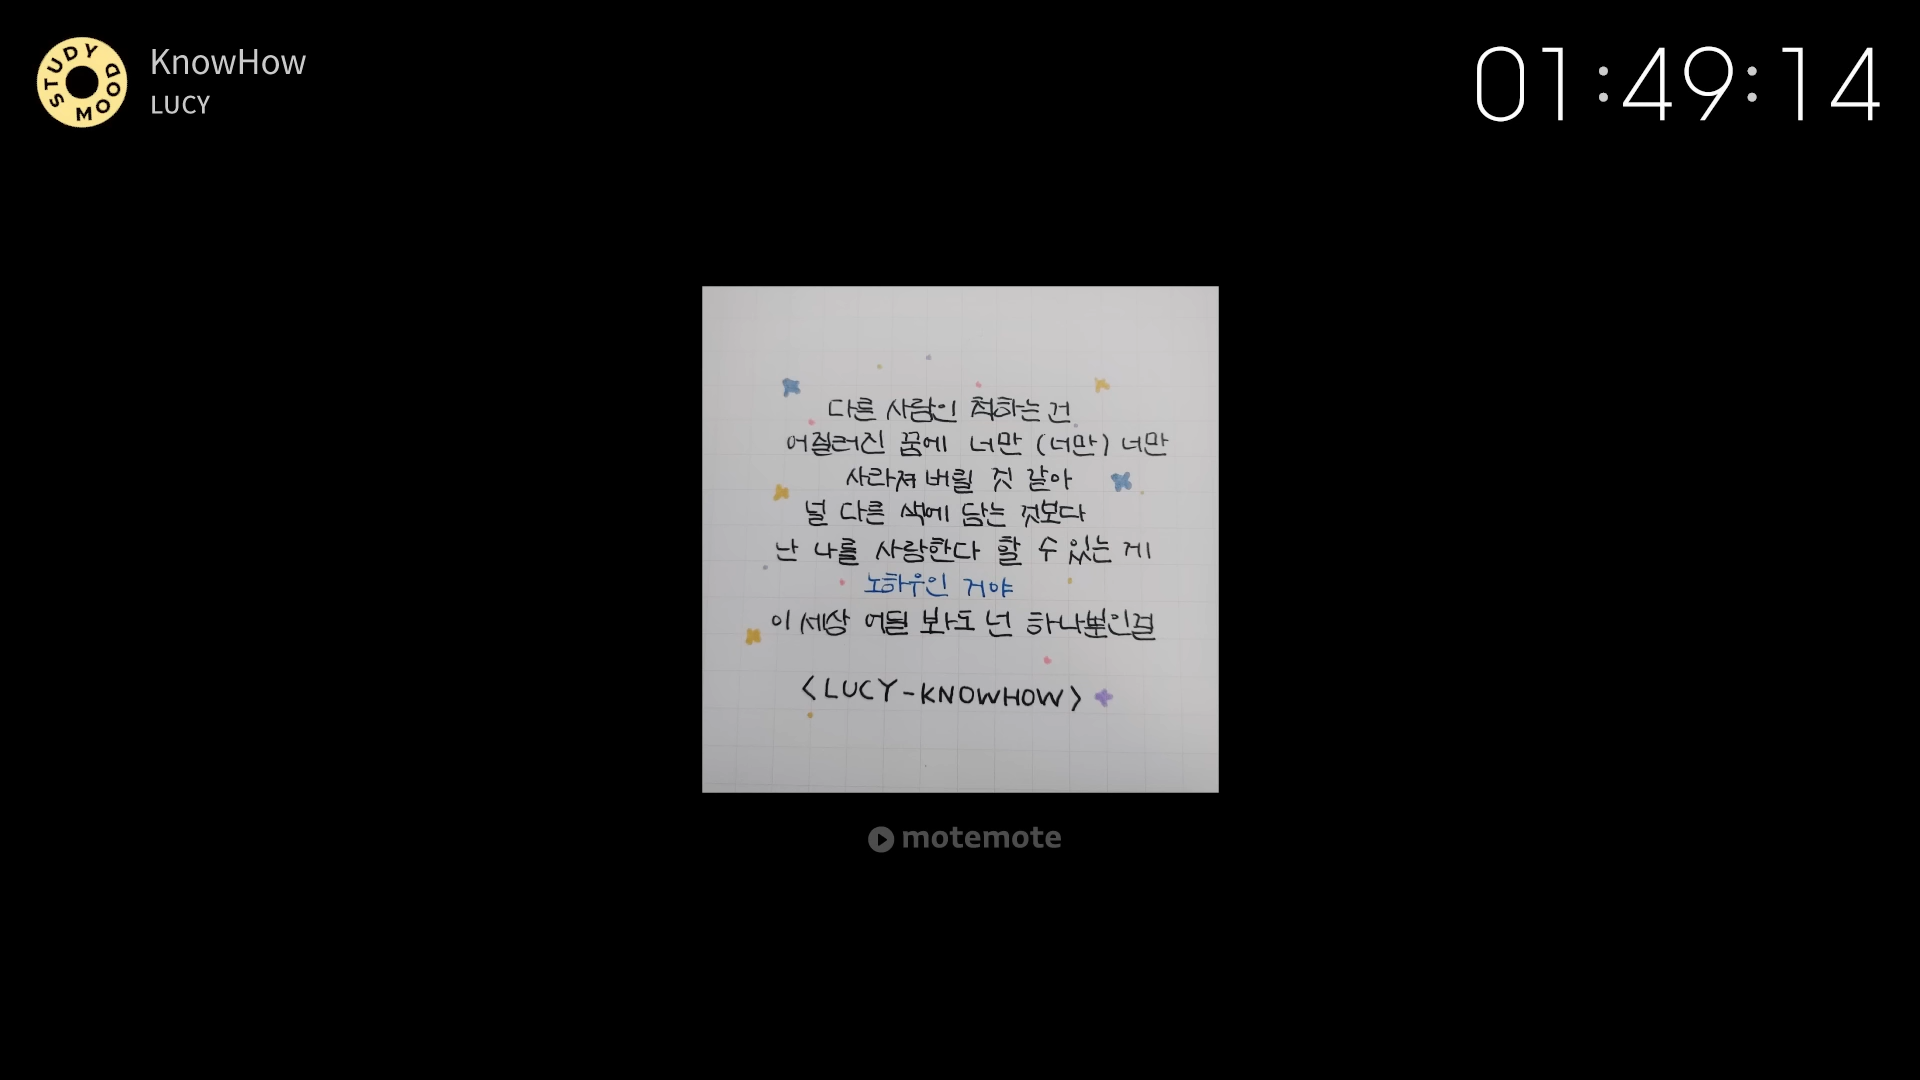 STUDY MOOD
KnowHow
LUCY
01:49:14
다른 사람인 척하는 건
어질러진 꿈에 너만 (너만) 너만
사라져 버릴 것 같아
널 다른 색에 담는 것보다
난 나를 사랑한다 할 수 있는 게
노하우인 거야
이 세상 어딜 봐도 넌 하나뿐인걸
<LUCY-KNOWHOW>
motemote